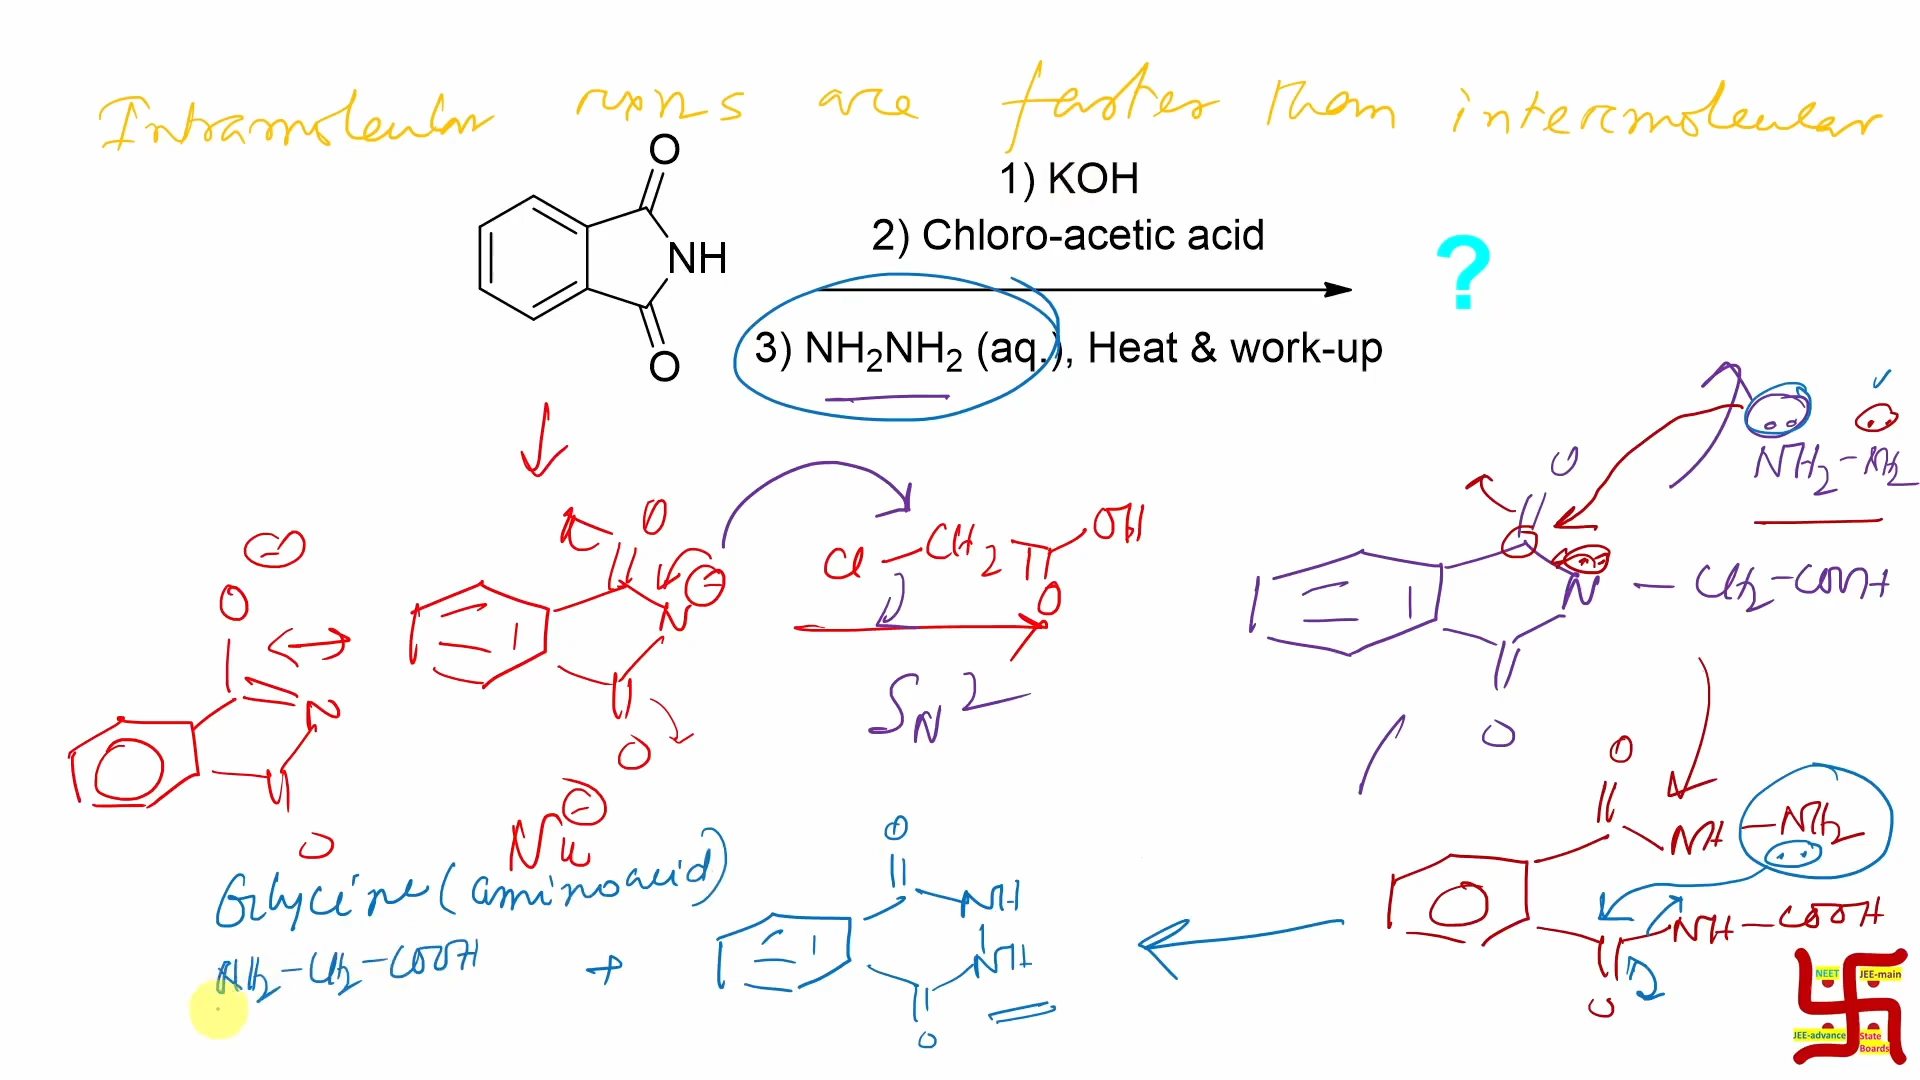 Intramolecular rxns are faster than intermolecular
O
NH
O
1) KOH
2) Chloro-acetic acid
3) NH2NH2 (aq.), Heat & work-up
?
NH2-NH2
O
N-CH2-COOH
O
O
N
O
K
O
N
O
Cl-CH2
OH
O
SN2
Nu
O
NH-NH2
NH-COOH
O
Glycine (aminoacid)
NH2-CH2-COOH
+
O
NH
NH
O
NEET
JEE-main
JEE-advance
State
Boards